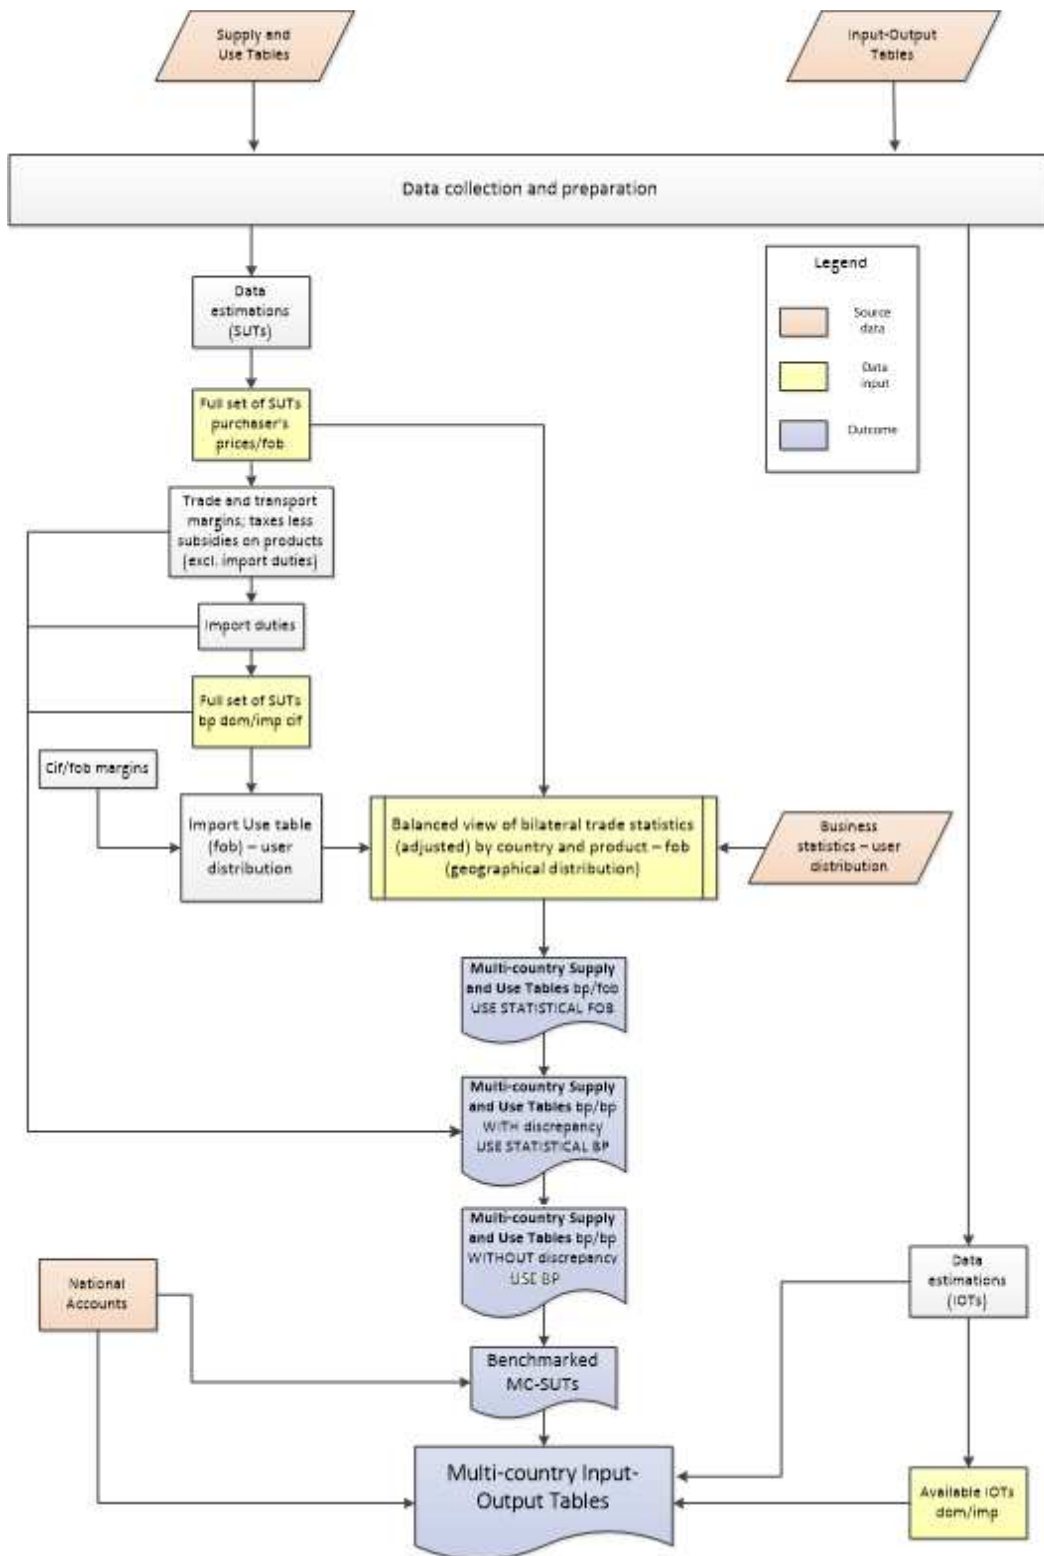 Supply and
Use Tables
Input-Output
Tables
Data collection and preparation
Legend
Source
data
Data
input
Outcome
Data
estimations
(SUTs)
Full set of SUTs
purchaser's
prices/fob
Trade and transport
margins; taxes less
subsidies on products
(excl. import duties)
Import duties
Full set of SUTs
bp dom/imp cif
Cif/fob margins
Import Use table
(fob) – user
distribution
Balanced view of bilateral trade statistics
(adjusted) by country and product – fob
(geographical distribution)
Business
statistics – user
distribution
Multi-country Supply
and Use Tables bp/fob
USE STATISTICAL FOB
Multi-country Supply
and Use Tables bp/bp
WITH discrepancy
USE STATISTICAL BP
Multi-country Supply
and Use Tables bp/bp
WITHOUT discrepancy
USE BP
National
Accounts
Data
estimations
(IOTs)
Benchmarked
MC-SUTs
Multi-country Input-
Output Tables
Available IOTs
dom/imp